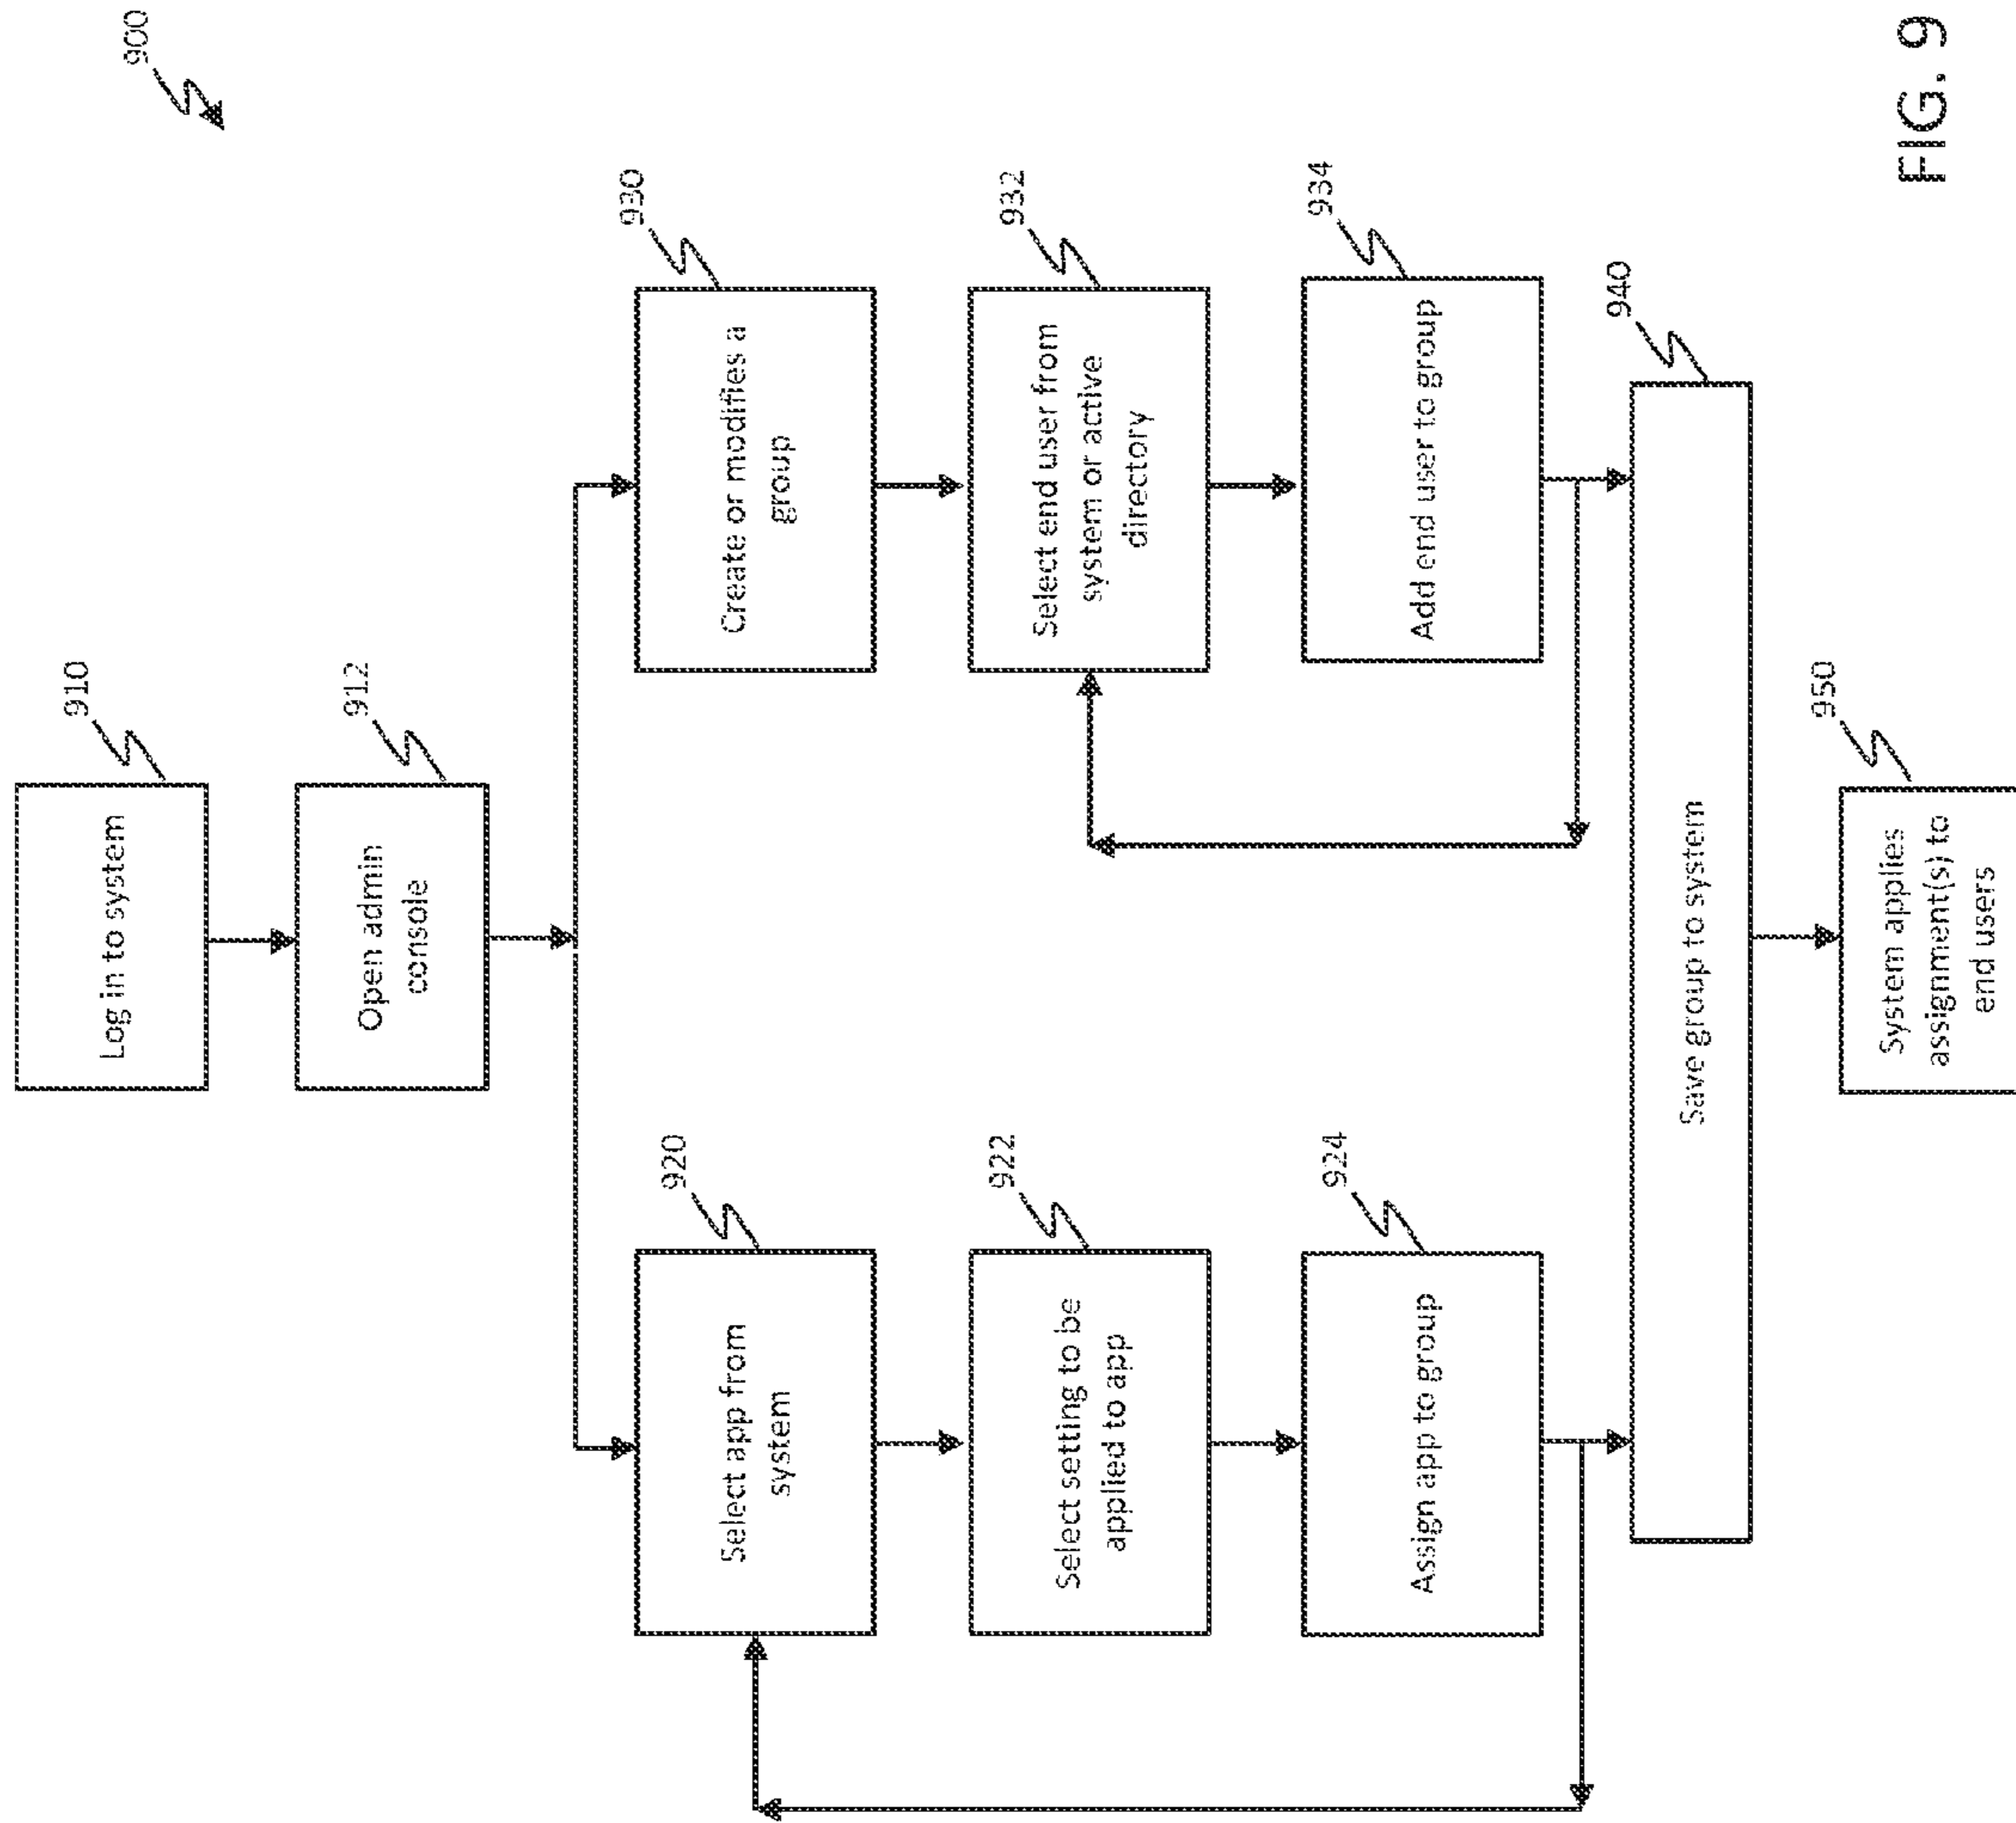 900
910
Log in to system
912
Open admin
console
920
Select app from
system
922
Select setting to be
applied to app
924
Assign app to group
930
Create or modifies a
group
932
Select end user from
system or active
directory
934
Add end user to group
940
Save group to system
950
System applies
assignment(s) to
end users
FIG. 9